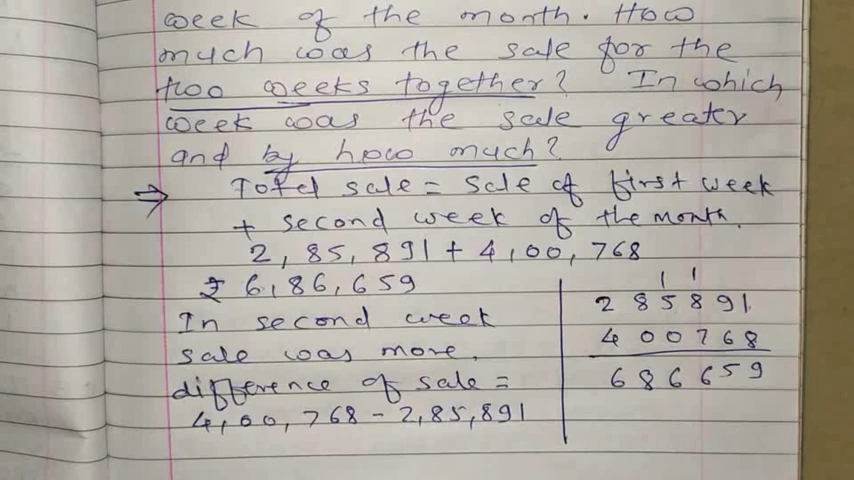 week of the month. How
much was the sale for the
two weeks together? In which
week was the sale greater
and by how much?
⇒ Total sale = sale of first week
+ second week of the month.
2,85,891 + 4,00,768
₹ 6,86,659
In second week
sale was more.
difference of sale =
4,00,768 - 2,85,891
1 1
2 8 5 8 9 1
4 0 0 7 6 8
6 8 6 6 5 9